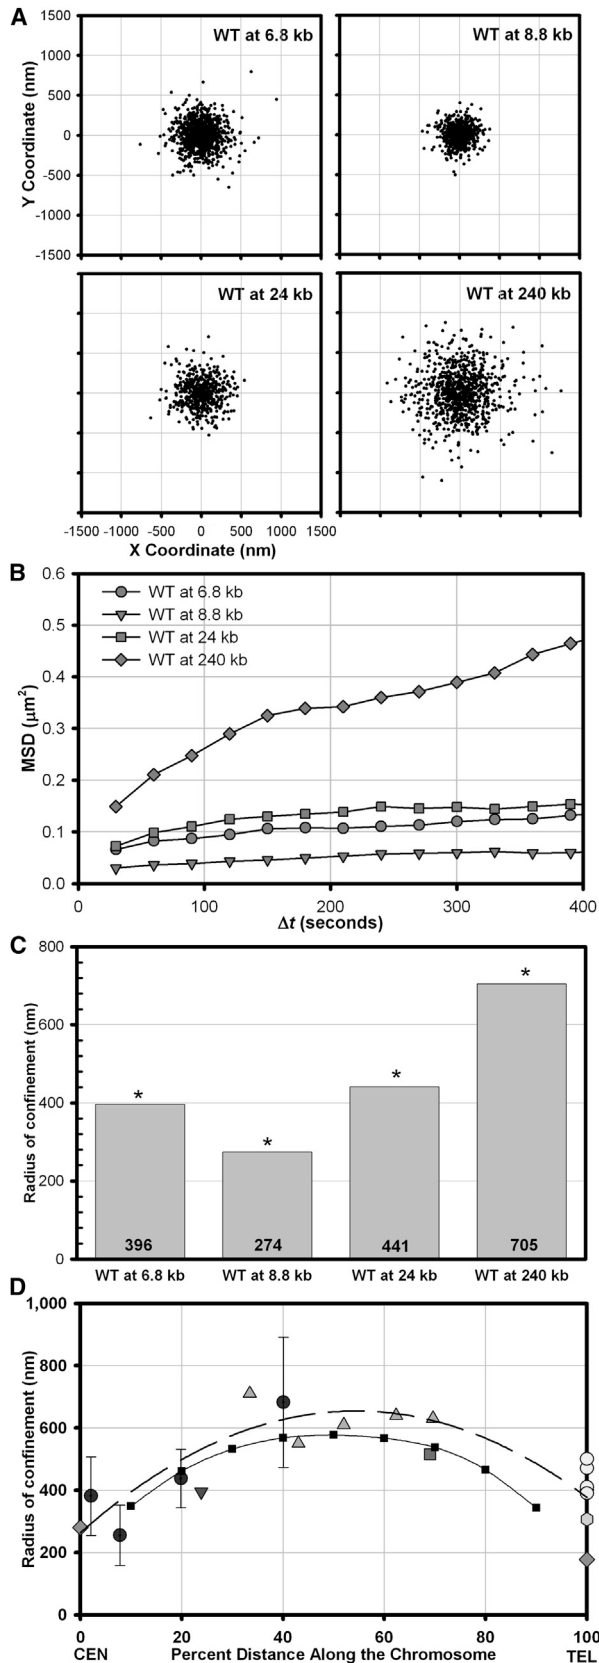 A
WT at 6.8 kb
WT at 8.8 kb
1500
1000
500
0
-500
-1000
-1500
Y Coordinate (nm)
WT at 24 kb
WT at 240 kb
-1500 -1000 -500 0 500 1000 1500
X Coordinate (nm)
B
0.6
0.5
0.4
0.3
0.2
0.1
0.0
MSD (μm²)
WT at 6.8 kb
WT at 8.8 kb
WT at 24 kb
WT at 240 kb
0 100 200 300 400
Δt (seconds)
C
800
600
400
200
0
Radius of confinement (nm)
* * * *
396 274 441 705
WT at 6.8 kb WT at 8.8 kb WT at 24 kb WT at 240 kb
D
1,000
800
600
400
200
0
Radius of confinement (nm)
0 20 40 60 80 100
CEN Percent Distance Along the Chromosome TEL